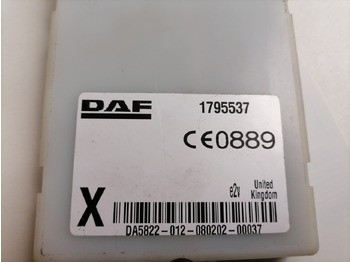 DAF 1795537
CE0889
X e2v United Kingdom
DA5822-012-080202-00037